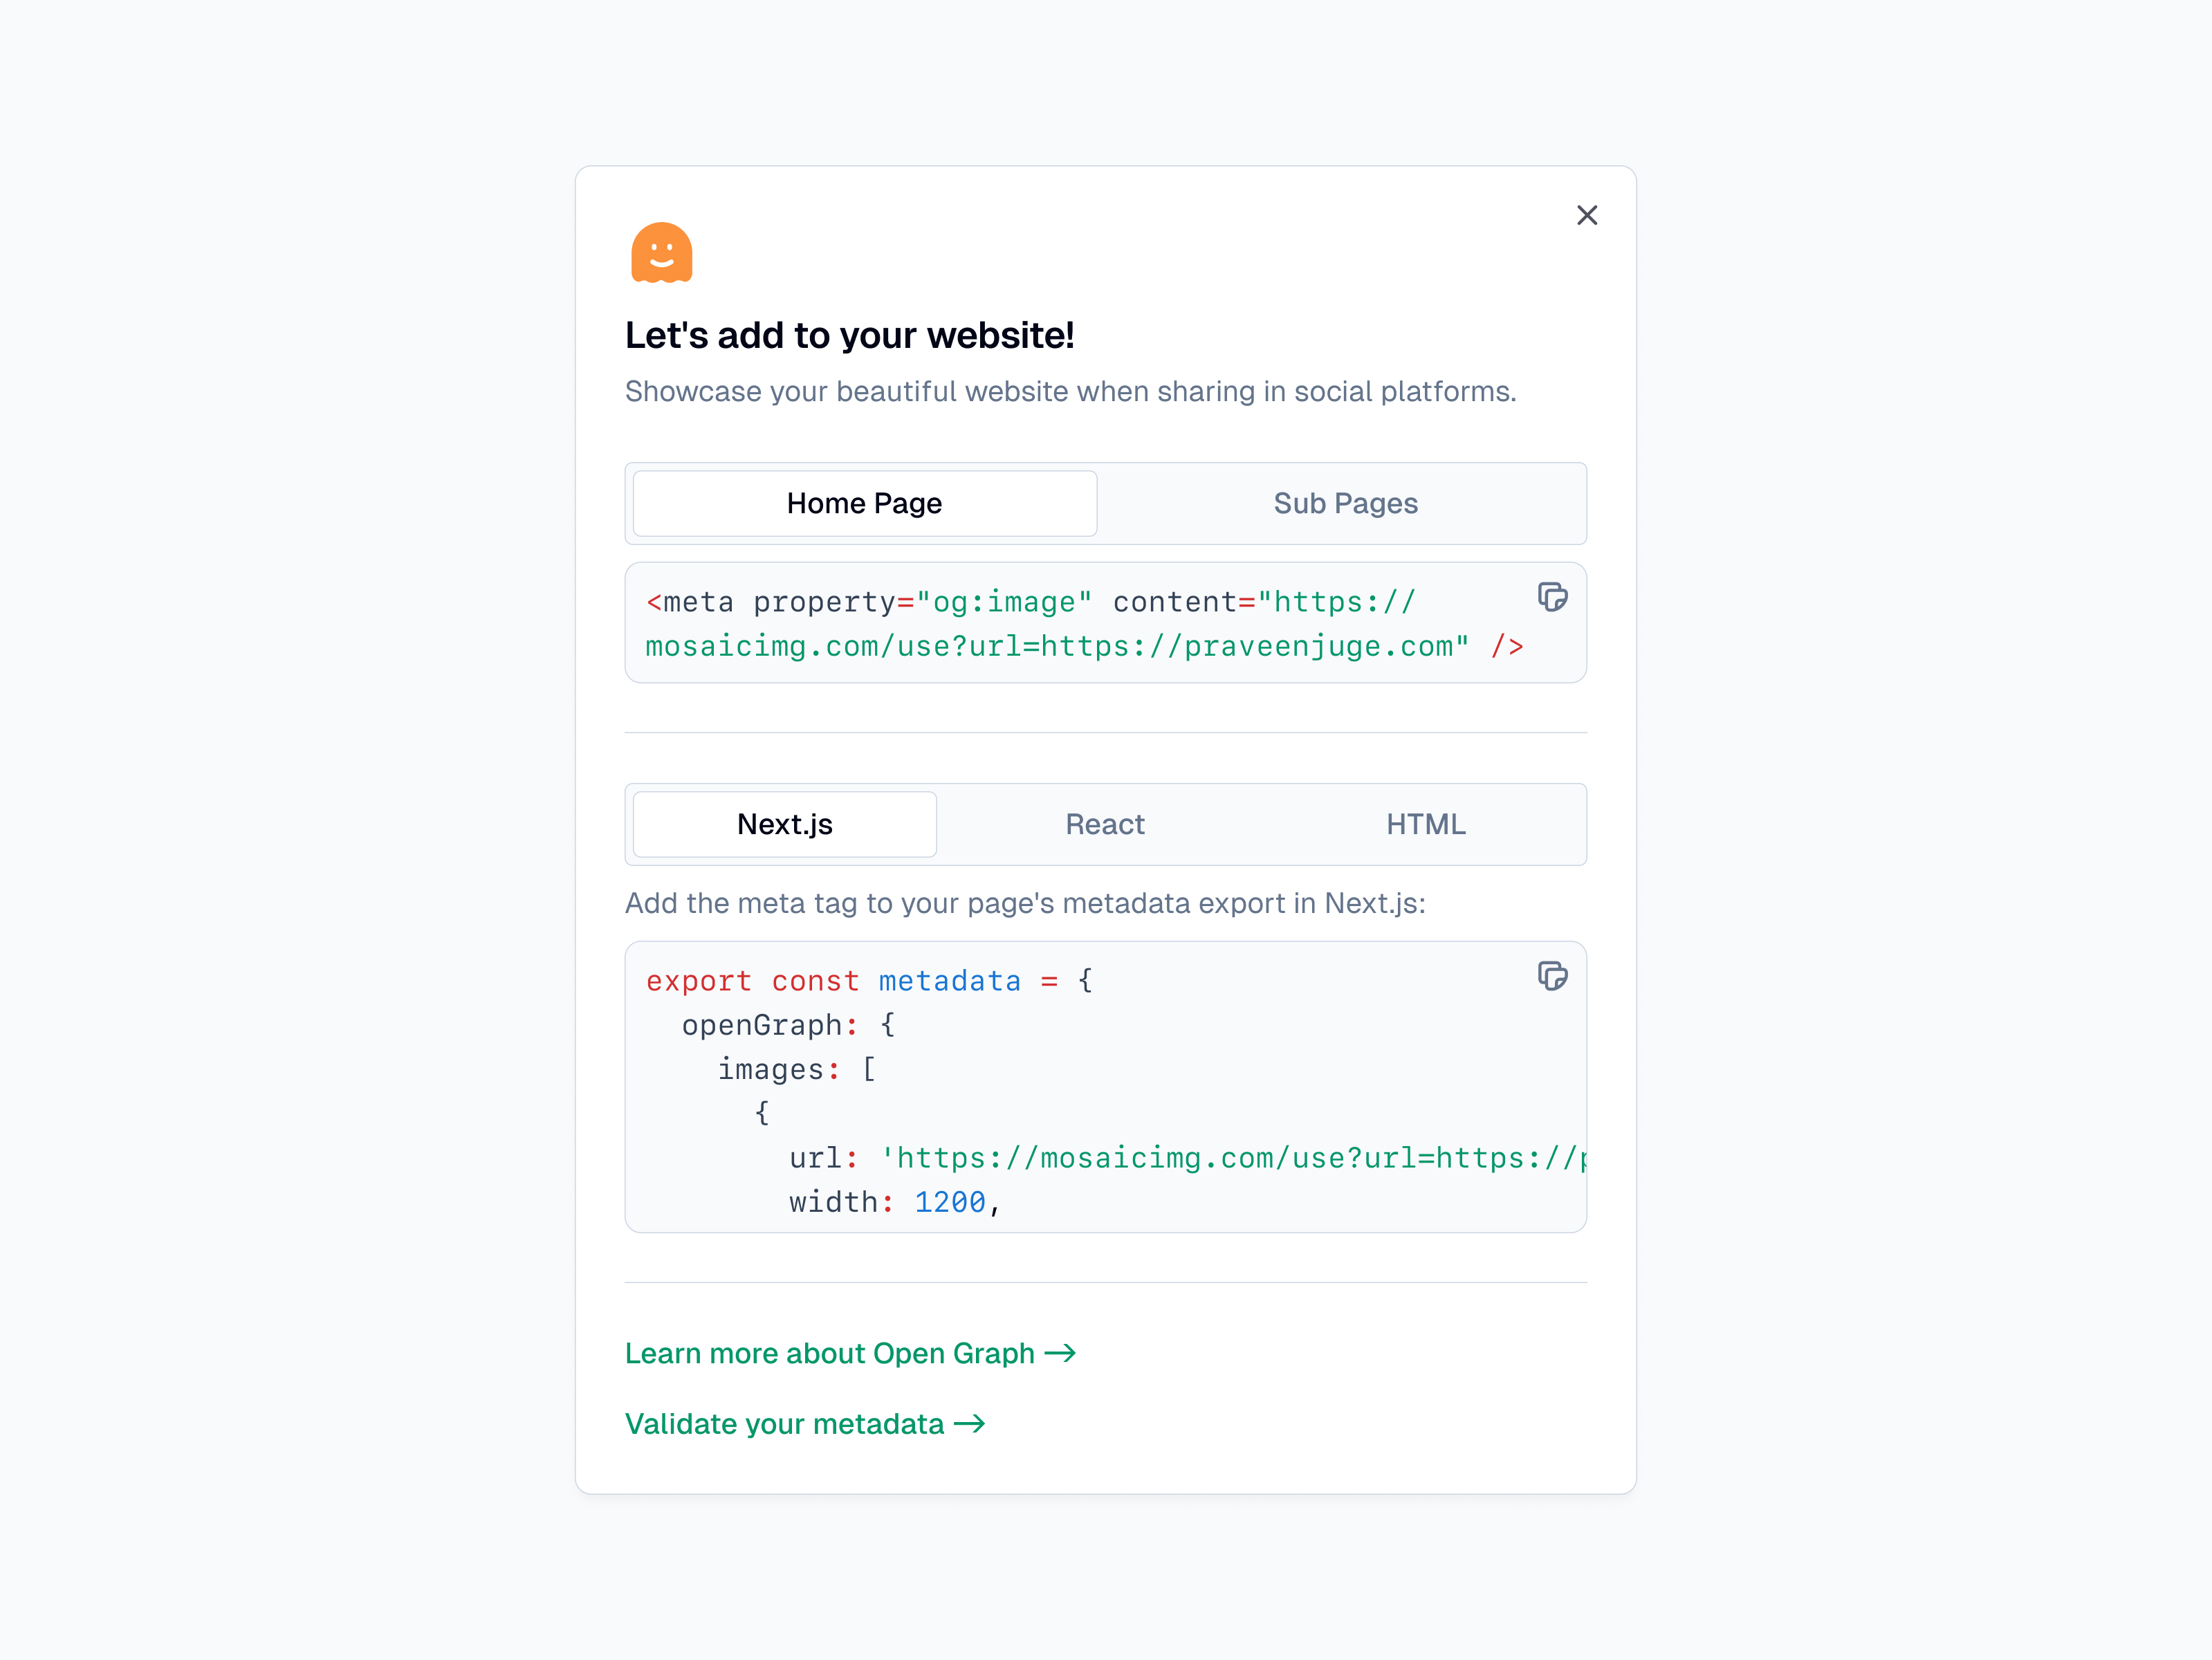 Let's add to your website!
Showcase your beautiful website when sharing in social platforms.
Home Page
Sub Pages
<meta property="og:image" content="https://
mosaicimg.com/use?url=https://praveenjuge.com" />
Next.js
React
HTML
Add the meta tag to your page's metadata export in Next.js:
export const metadata = {
  openGraph: {
    images: [
      {
        url: 'https://mosaicimg.com/use?url=https://p
        width: 1200,
Learn more about Open Graph →
Validate your metadata →